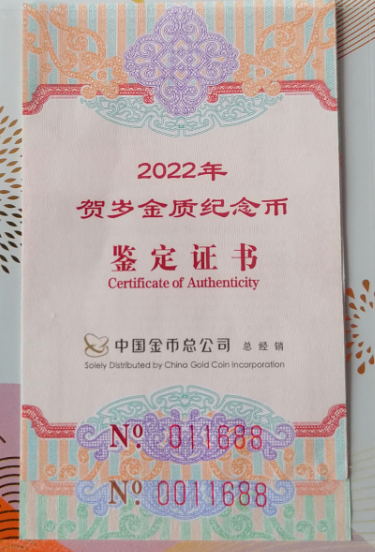 2022年
贺岁金质纪念币
鉴定证书
Certificate of Authenticity
中国金币总公司 总经销
Solely Distributed by China Gold Coin Incorporation
№ 011688
№ 0011688